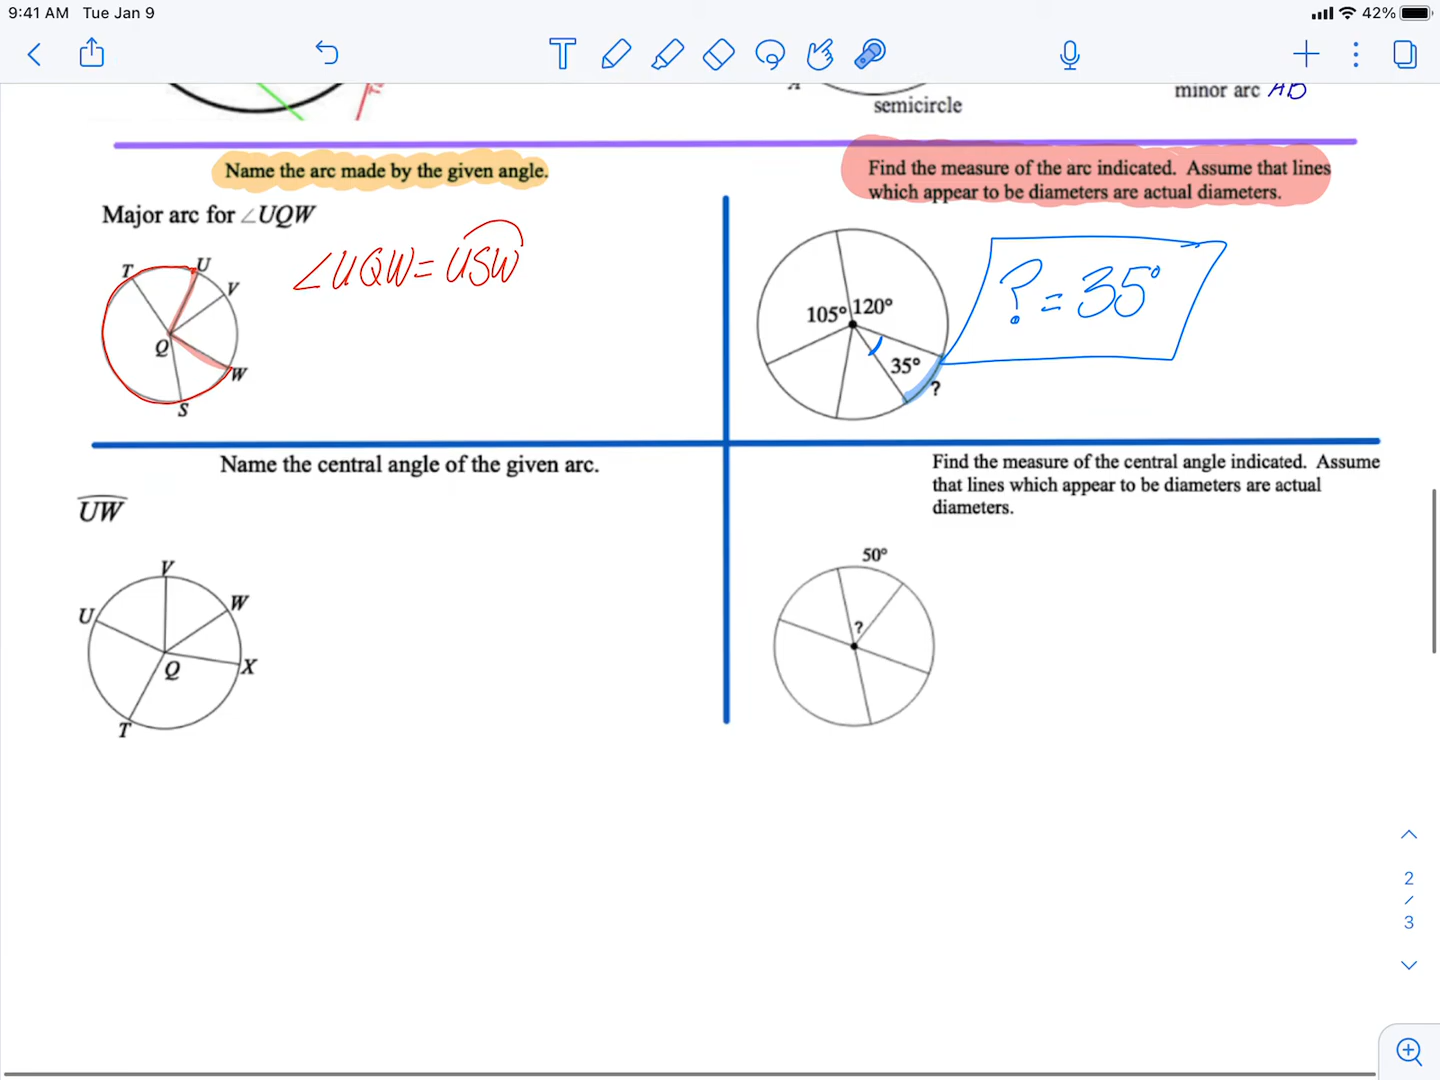 9:41 AM Tue Jan 9
42%
semicircle
minor arc AB
Name the arc made by the given angle.
Find the measure of the arc indicated. Assume that lines
which appear to be diameters are actual diameters.
Major arc for ∠UQW
∠UQW = USW
T
U
V
Q
W
S
105°
120°
35°
?
? = 35°
Name the central angle of the given arc.
Find the measure of the central angle indicated. Assume
that lines which appear to be diameters are actual
diameters.
UW
V
U
W
Q
X
T
50°
?
2
/
3